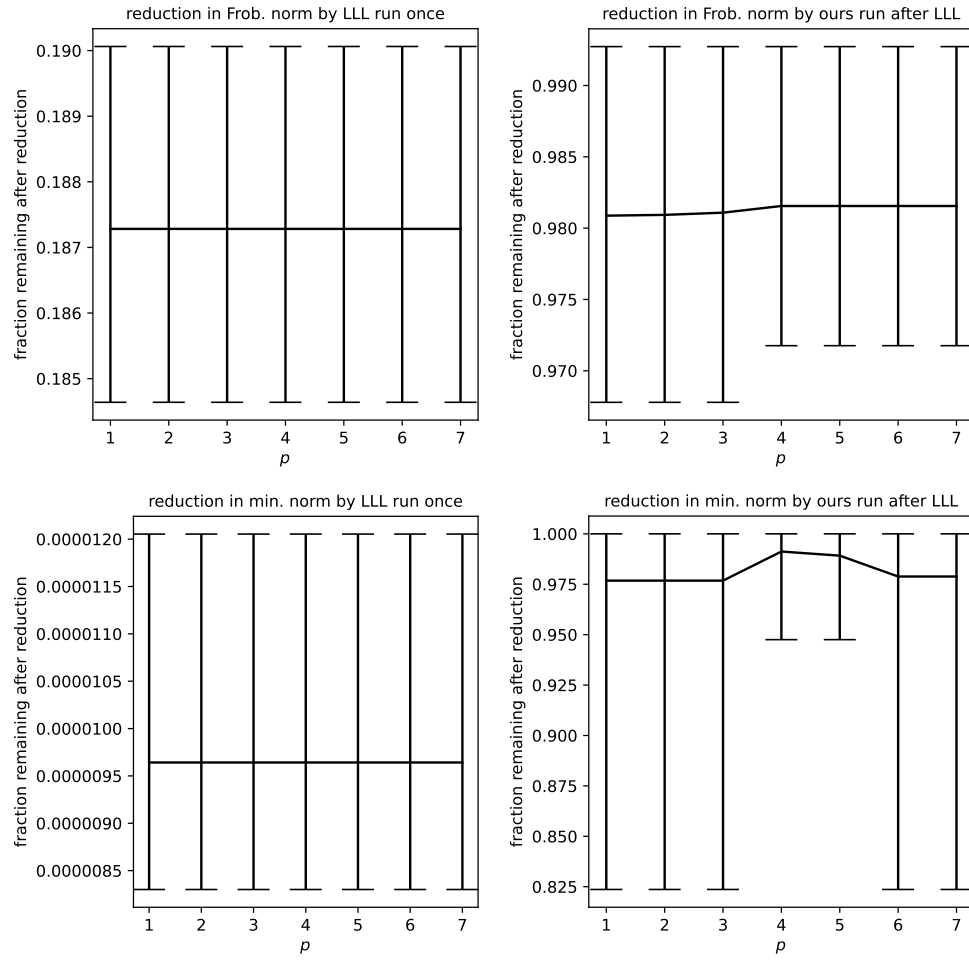 reduction in Frob. norm by LLL run once
fraction remaining after reduction
0.190
0.189
0.188
0.187
0.186
0.185
1 2 3 4 5 6 7
p
reduction in Frob. norm by ours run after LLL
fraction remaining after reduction
0.990
0.985
0.980
0.975
0.970
1 2 3 4 5 6 7
p
reduction in min. norm by LLL run once
fraction remaining after reduction
0.0000120
0.0000115
0.0000110
0.0000105
0.0000100
0.0000095
0.0000090
0.0000085
1 2 3 4 5 6 7
p
reduction in min. norm by ours run after LLL
fraction remaining after reduction
1.000
0.975
0.950
0.925
0.900
0.875
0.850
0.825
1 2 3 4 5 6 7
p